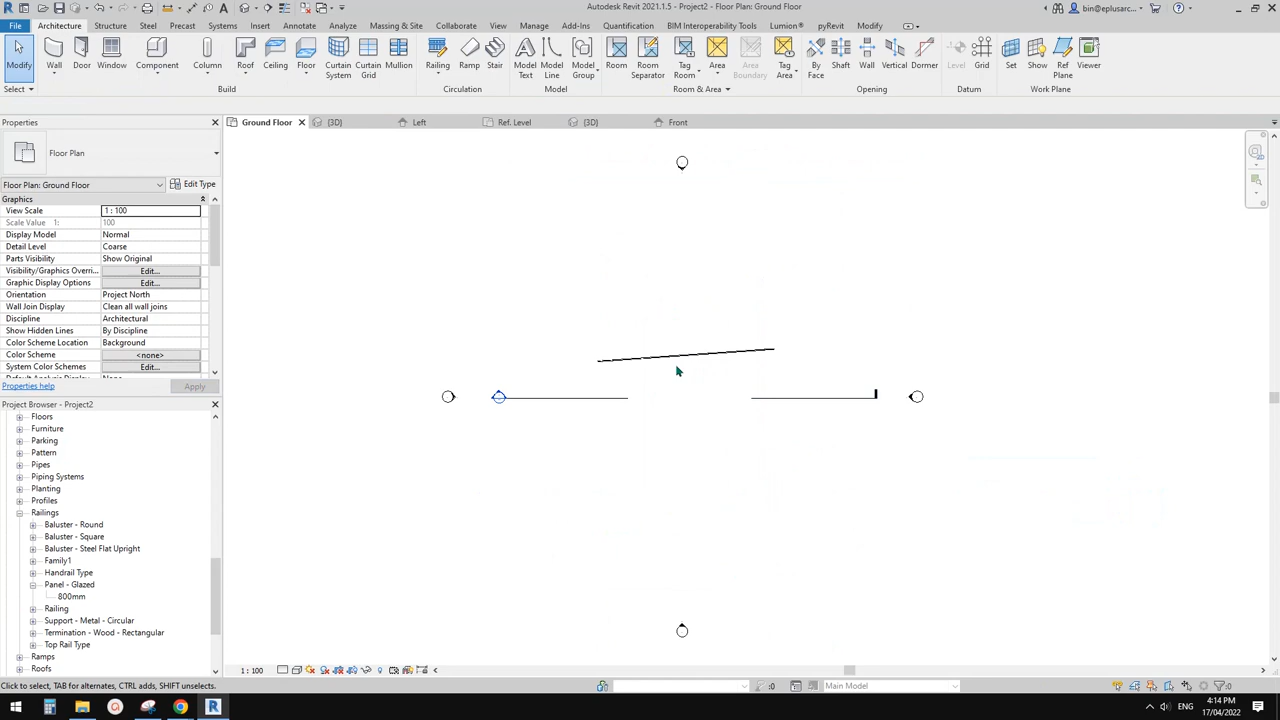 Autodesk Revit 2021.1.5 - Project2 - Floor Plan: Ground Floor
bin@eplusarc...
File Architecture Structure Steel Precast Systems Insert Annotate Analyze Massing & Site Collaborate View Manage Add-Ins Quantification BIM Interoperability Tools Lumion® pyRevit Modify
Modify Wall Door Window Component Column Roof Ceiling Floor Curtain System Curtain Grid Mullion Railing Ramp Stair Model Text Model Line Model Group Room Room Separator Tag Room Area Area Boundary Tag Area By Face Shaft Wall Vertical Dormer Level Grid Set Show Ref Plane Viewer
Select Build Circulation Model Room & Area Opening Datum Work Plane
Properties
Ground Floor (3D) Left Ref. Level (3D) Front
Floor Plan
Floor Plan: Ground Floor Edit Type
Graphics
View Scale 1 : 100
Scale Value 1: 100
Display Model Normal
Detail Level Coarse
Parts Visibility Show Original
Visibility/Graphics Overri... Edit...
Graphic Display Options Edit...
Orientation Project North
Wall Join Display Clean all wall joins
Discipline Architectural
Show Hidden Lines By Discipline
Color Scheme Location Background
Color Scheme <none>
System Color Schemes Edit...
Properties help Apply
Project Browser - Project2
Floors
Furniture
Parking
Pattern
Pipes
Piping Systems
Planting
Profiles
Railings
Baluster - Round
Baluster - Square
Baluster - Steel Flat Upright
Family1
Handrail Type
Panel - Glazed
800mm
Railing
Support - Metal - Circular
Termination - Wood - Rectangular
Top Rail Type
Ramps
Roofs
1 : 100
Click to select, TAB for alternates, CTRL adds, SHIFT unselects.
:0 Main Model :0
ENG 4:14 PM
17/04/2022